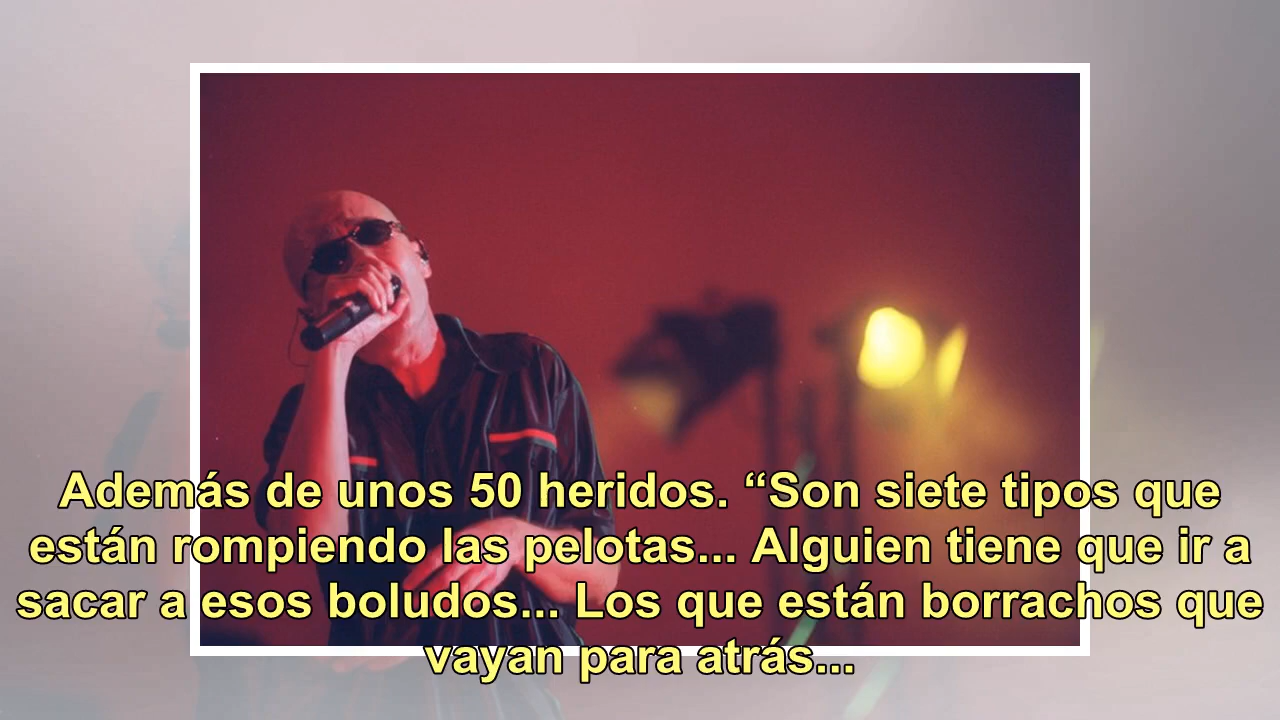 Además de unos 50 heridos. “Son siete tipos que
están rompiendo las pelotas... Alguien tiene que ir a
sacar a esos boludos... Los que están borrachos que
vayan para atrás...